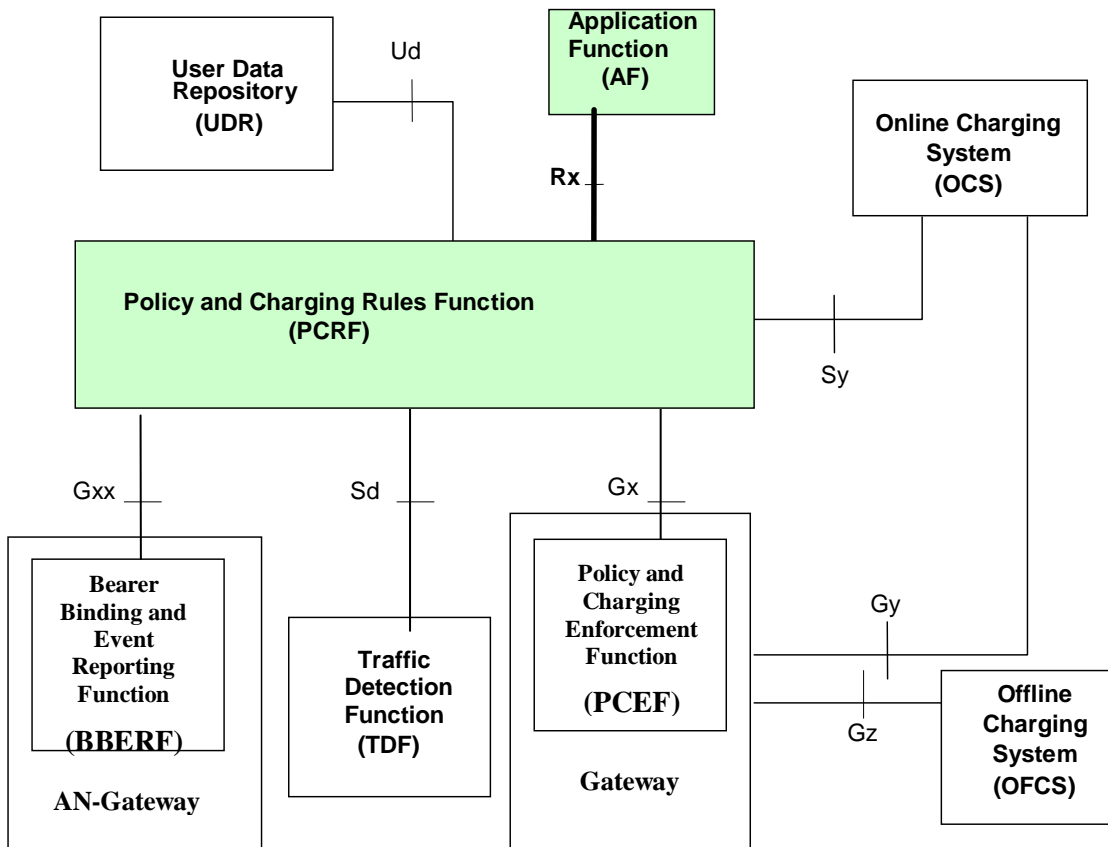 Application
Function
(AF)
Ud
User Data
Repository
(UDR)
Online Charging
System
(OCS)
Rx
Policy and Charging Rules Function
(PCRF)
Sy
Gxx
Sd
Gx
Bearer
Binding and
Event
Reporting
Function
(BBERF)
AN-Gateway
Traffic
Detection
Function
(TDF)
Policy and
Charging
Enforcement
Function
(PCEF)
Gateway
Gy
Gz
Offline
Charging
System
(OFCS)